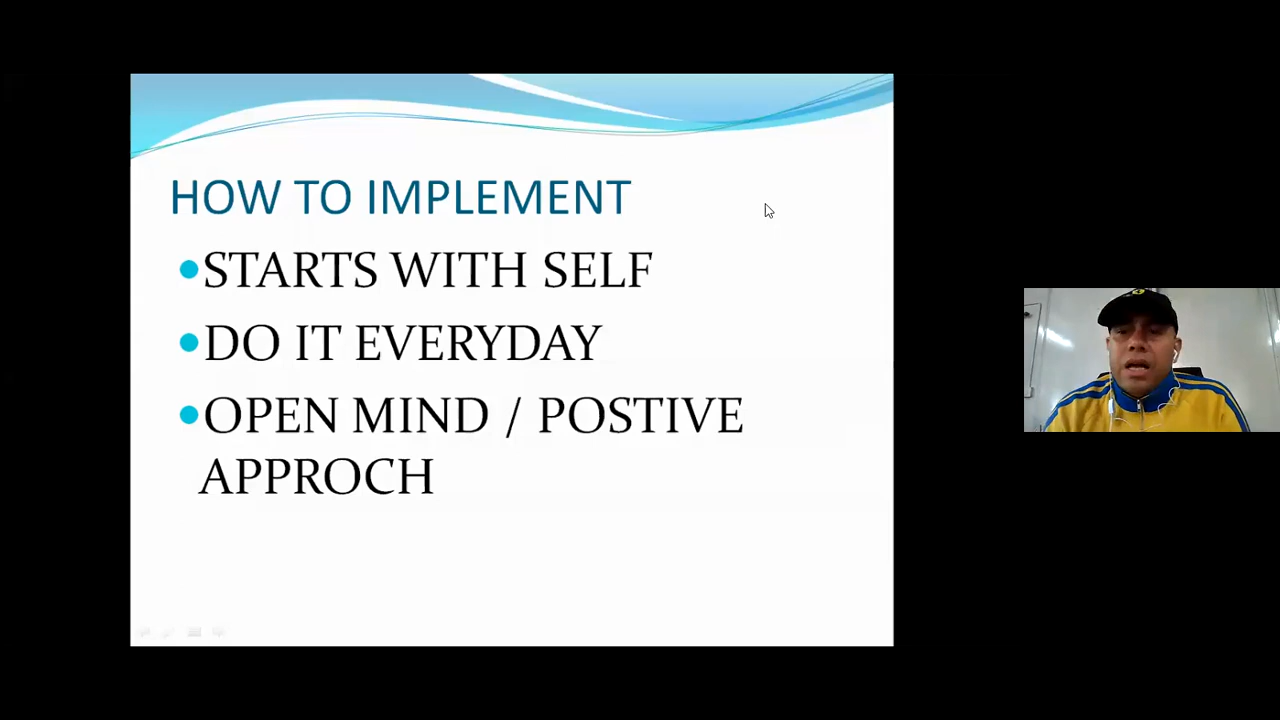 HOW TO IMPLEMENT
•STARTS WITH SELF
•DO IT EVERYDAY
•OPEN MIND / POSTIVE
APPROCH